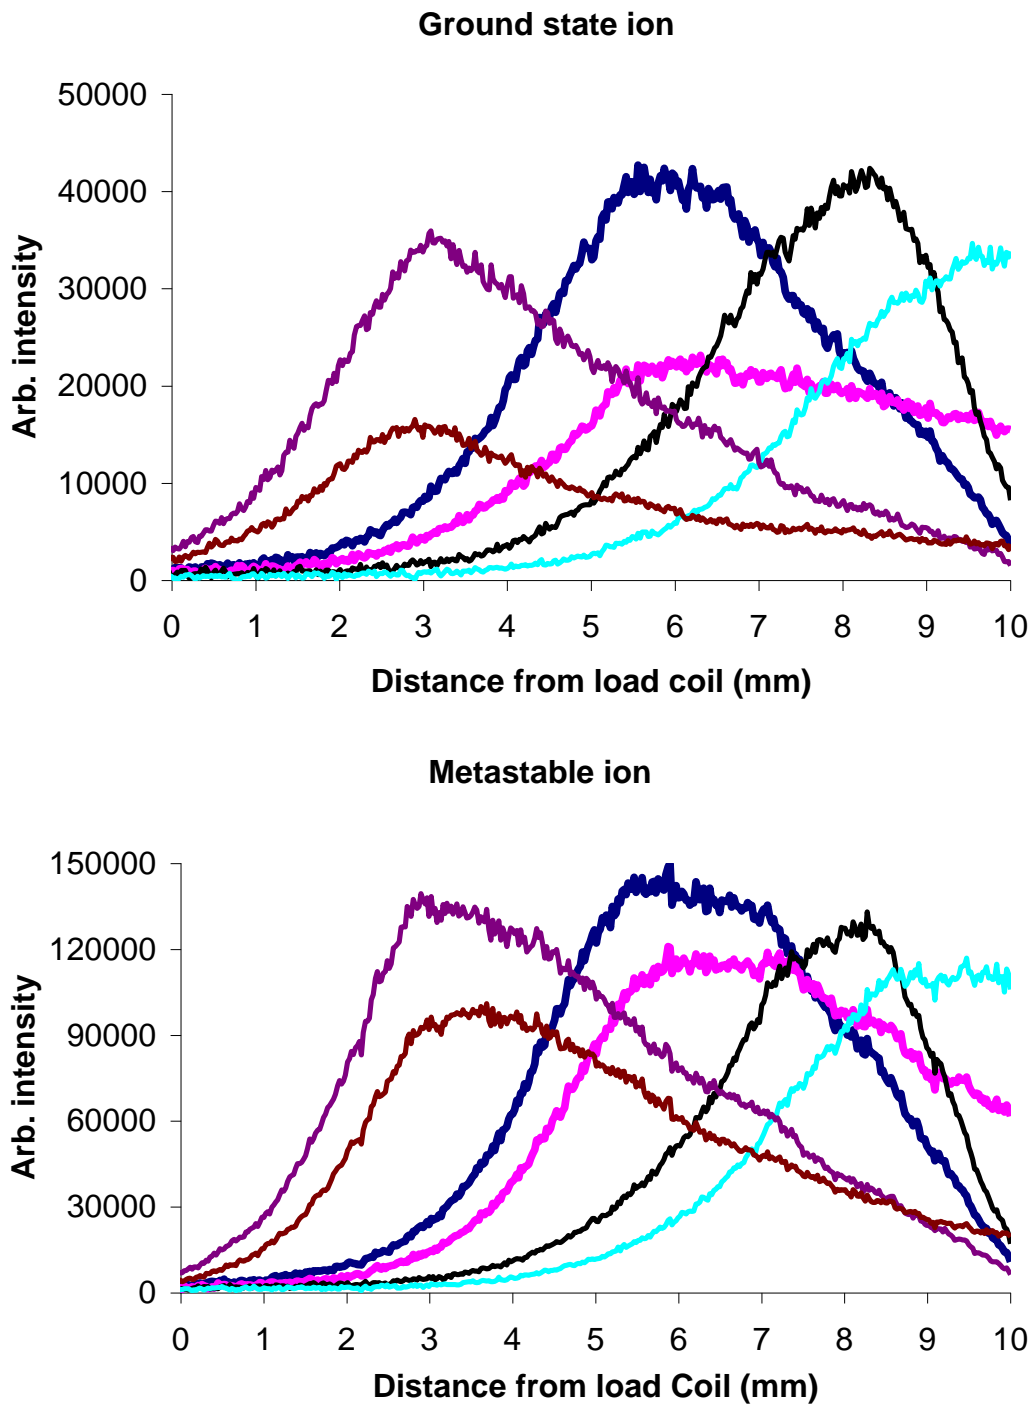 Ground state ion
50000
40000
30000
20000
10000
0
Arb. intensity
0 1 2 3 4 5 6 7 8 9 10
Distance from load coil (mm)
Metastable ion
150000
120000
90000
60000
30000
0
Arb. intensity
0 1 2 3 4 5 6 7 8 9 10
Distance from load Coil (mm)